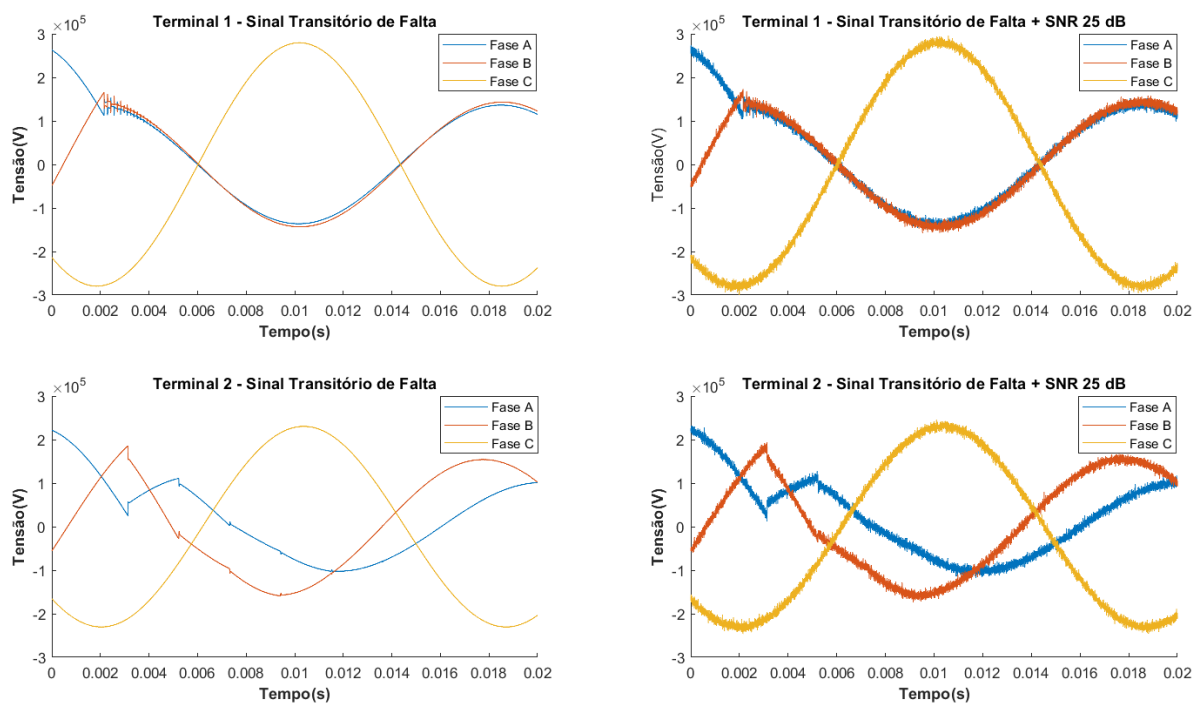 Terminal 1 - Sinal Transitório de Falta
×10⁵
3
2
1
0
-1
-2
-3
Tensão(V)
Fase A
Fase B
Fase C
0 0.002 0.004 0.006 0.008 0.01 0.012 0.014 0.016 0.018 0.02
Tempo(s)
Terminal 1 - Sinal Transitório de Falta + SNR 25 dB
×10⁵
3
2
1
0
-1
-2
-3
Tensão(V)
Fase A
Fase B
Fase C
0 0.002 0.004 0.006 0.008 0.01 0.012 0.014 0.016 0.018 0.02
Tempo(s)
Terminal 2 - Sinal Transitório de Falta
×10⁵
3
2
1
0
-1
-2
-3
Tensão(V)
Fase A
Fase B
Fase C
0 0.002 0.004 0.006 0.008 0.01 0.012 0.014 0.016 0.018 0.02
Tempo(s)
Terminal 2 - Sinal Transitório de Falta + SNR 25 dB
×10⁵
3
2
1
0
-1
-2
-3
Tensão(V)
Fase A
Fase B
Fase C
0 0.002 0.004 0.006 0.008 0.01 0.012 0.014 0.016 0.018 0.02
Tempo(s)